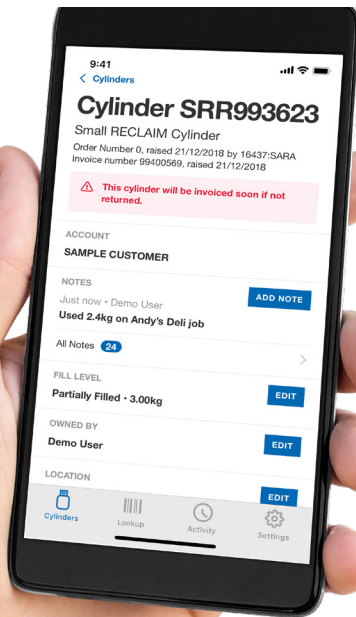 9:41
Cylinders
Cylinder SRR993623
Small RECLAIM Cylinder
Order Number 0, raised 21/12/2018 by 16437:SARA
Invoice number 99400569, raised 21/12/2018
This cylinder will be invoiced soon if not
returned.
ACCOUNT
SAMPLE CUSTOMER
NOTES
ADD NOTE
Just now • Demo User
Used 2.4kg on Andy's Deli job
All Notes 24
FILL LEVEL
EDIT
Partially Filled • 3.00kg
OWNED BY
EDIT
Demo User
LOCATION
EDIT
Cylinders
Lookup
Activity
Settings